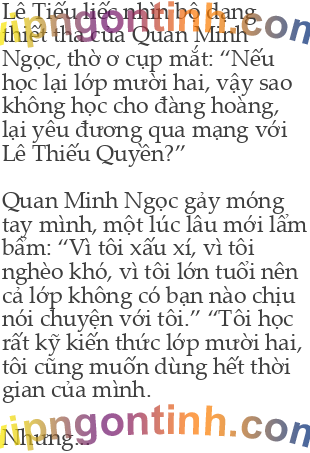 Lê Tiếu liếc nhìn bộ dạng
thiết tha của Quan Minh
Ngọc, thờ ơ cụp mắt: “Nếu
học lại lớp mười hai, vậy sao
không học cho đàng hoàng,
lại yêu đương qua mạng với
Lê Thiếu Quyền?”
Quan Minh Ngọc gảy móng
tay mình, một lúc lâu mới lẩm
bẩm: “Vì tôi xấu xí, vì tôi
nghèo khó, vì tôi lớn tuổi nên
cả lớp không có bạn nào chịu
nói chuyện với tôi.” “Tôi học
rất kỹ kiến thức lớp mười hai,
tôi cũng muốn dùng hết thời
gian của mình.
vipngontinh.com
Nhưng...